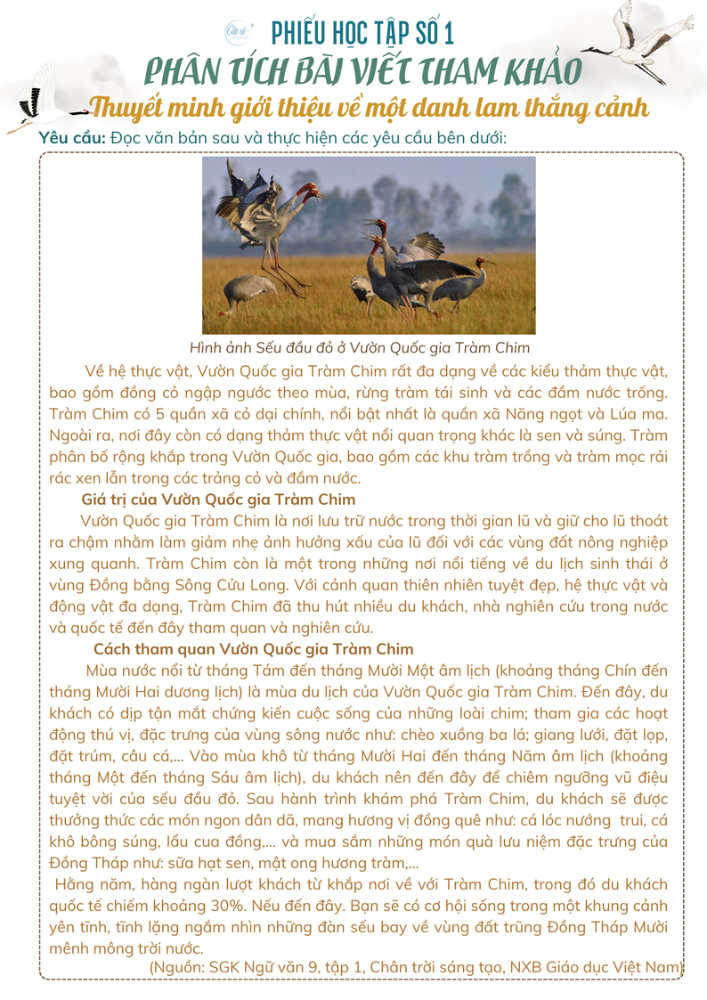 Câu số
VĂN HỌC
PHIẾU HỌC TẬP SỐ 1
PHÂN TÍCH BÀI VIẾT THAM KHẢO
Thuyết minh giới thiệu về một danh lam thắng cảnh
Yêu cầu: Đọc văn bản sau và thực hiện các yêu cầu bên dưới:
Hình ảnh Sếu đầu đỏ ở Vườn Quốc gia Tràm Chim
Về hệ thực vật, Vườn Quốc gia Tràm Chim rất đa dạng về các kiểu thảm thực vật,
bao gồm đồng cỏ ngập ngước theo mùa, rừng tràm tái sinh và các đầm nước trống.
Tràm Chim có 5 quần xã cỏ dại chính, nổi bật nhất là quần xã Năng ngọt và Lúa ma.
Ngoài ra, nơi đây còn có dạng thảm thực vật nổi quan trọng khác là sen và súng. Tràm
phân bố rộng khắp trong Vườn Quốc gia, bao gồm các khu tràm trồng và tràm mọc rải
rác xen lẫn trong các trảng cỏ và đầm nước.
Giá trị của Vườn Quốc gia Tràm Chim
Vườn Quốc gia Tràm Chim là nơi lưu trữ nước trong thời gian lũ và giữ cho lũ thoát
ra chậm nhằm làm giảm nhẹ ảnh hưởng xấu của lũ đối với các vùng đất nông nghiệp
xung quanh. Tràm Chim còn là một trong những nơi nổi tiếng về du lịch sinh thái ở
vùng Đồng bằng Sông Cửu Long. Với cảnh quan thiên nhiên tuyệt đẹp, hệ thực vật và
động vật đa dạng, Tràm Chim đã thu hút nhiều du khách, nhà nghiên cứu trong nước
và quốc tế đến đây tham quan và nghiên cứu.
Cách tham quan Vườn Quốc gia Tràm Chim
Mùa nước nổi từ tháng Tám đến tháng Mười Một âm lịch (khoảng tháng Chín đến
tháng Mười Hai dương lịch) là mùa du lịch của Vườn Quốc gia Tràm Chim. Đến đây, du
khách có dịp tận mắt chứng kiến cuộc sống của những loài chim; tham gia các hoạt
động thú vị, đặc trưng của vùng sông nước như: chèo xuồng ba lá; giang lưới, đặt lọp,
đặt trúm, câu cá,... Vào mùa khô từ tháng Mười Hai đến tháng Năm âm lịch (khoảng
tháng Một đến tháng Sáu âm lịch), du khách nên đến đây để chiêm ngưỡng vũ điệu
tuyệt vời của sếu đầu đỏ. Sau hành trình khám phá Tràm Chim, du khách sẽ được
thưởng thức các món ngon dân dã, mang hương vị đồng quê như: cá lóc nướng trui, cá
khô bông súng, lẩu cua đồng,... và mua sắm những món quà lưu niệm đặc trưng của
Đồng Tháp như: sữa hạt sen, mật ong hương tràm,...
Hằng năm, hàng ngàn lượt khách từ khắp nơi về với Tràm Chim, trong đó du khách
quốc tế chiếm khoảng 30%. Nếu đến đây. Bạn sẽ có cơ hội sống trong một khung cảnh
yên tĩnh, tĩnh lặng ngắm nhìn những đàn sếu bay về vùng đất trũng Đồng Tháp Mười
mênh mông trời nước.
(Nguồn: SGK Ngữ văn 9, tập 1, Chân trời sáng tạo, NXB Giáo dục Việt Nam)